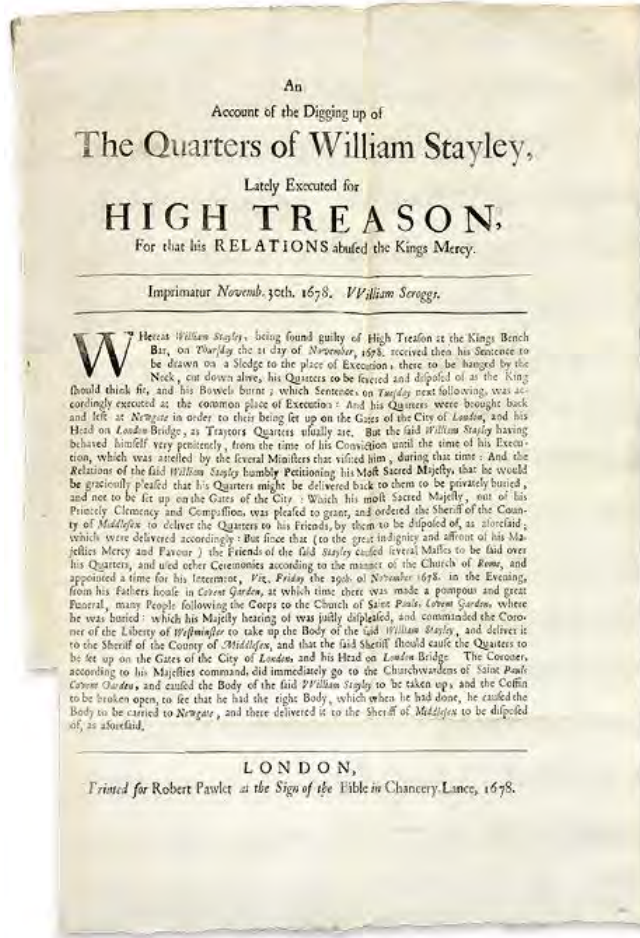 An
Account of the Digging up of
The Quarters of William Stayley,
Lately Executed for
HIGH TREASON,
For that his RELATIONS abuſed the Kings Mercy.
Imprimatur Novemb. 30th. 1678. VVilliam Scroggs.
WHereas William Stayley, being found guilty of High Treaſon at the Kings Bench
Bar, on Thurſday the 21 day of November, 1678. received then his Sentence to
be drawn on a Sledge to the place of Execution, there to be hanged by the
Neck, cut down alive, his Quarters to be ſevered and diſpoſed of as the King
ſhould think fit, and his Bowels burnt; which Sentence, on Tueſday next following, was ac-
cordingly executed at the common place of Execution: And his Quarters were brought back
and left at Newgate in order to their being ſet up on the Gates of the City of London, and his
Head on London Bridge, as Traytors Quarters uſually are. But the ſaid William Stayley having
behaved himſelf very penitently, from the time of his Conviction until the time of his Execu-
tion, which was atteſted by the ſeveral Miniſters that viſited him, during that time: And the
Relations of the ſaid William Stayley humbly Petitioning his Moſt Sacred Majeſty, that he would
be graciouſly pleaſed that his Quarters might be delivered back to them to be privately buried,
and not to be ſet up on the Gates of the City: Which his moſt Sacred Majeſty, out of his
Princely Clemency and Compaſſion, was pleaſed to grant, and ordered the Sheriff of the Coun-
ty of Middleſex to deliver the Quarters to his Friends, by them to be diſpoſed of, as aforeſaid;
which were delivered accordingly: But ſince that (to the great indignity and affront of his Ma-
jeſties Mercy and Favour) the Friends of the ſaid Stayley cauſed ſeveral Maſſes to be ſaid over
his Quarters, and uſed other Ceremonies according to the manner of the Church of Rome, and
appointed a time for his Interment, Viz. Friday the 29th. of November 1678. in the Evening,
from his Fathers houſe in Covent Garden, at which time there was made a pompous and great
Funeral, many People following the Corps to the Church of Saint Pauls, Covent Garden, where
he was buried: which his Majeſty hearing of was juſtly diſpleaſed, and commanded the Coro-
ner of the Liberty of Weſtminſter to take up the Body of the ſaid William Stayley, and deliver it
to the Sheriff of the County of Middleſex, and that the ſaid Sheriff ſhould cauſe the Quarters to
be ſet up on the Gates of the City of London, and his Head on London Bridge. The Coroner,
according to his Majeſties command, did immediately go to the Churchwardens of Saint Pauls
Covent Garden, and cauſed the Body of the ſaid VVilliam Stayley to be taken up, and the Coffin
to be broken open, to ſee that he had the right Body, which when he had done, he cauſed the
Body to be carried to Newgate, and there delivered it to the Sheriff of Middleſex to be diſpoſed
of, as aforeſaid.
LONDON,
Printed for Robert Pawlet at the Sign of the Bible in Chancery-Lance, 1678.